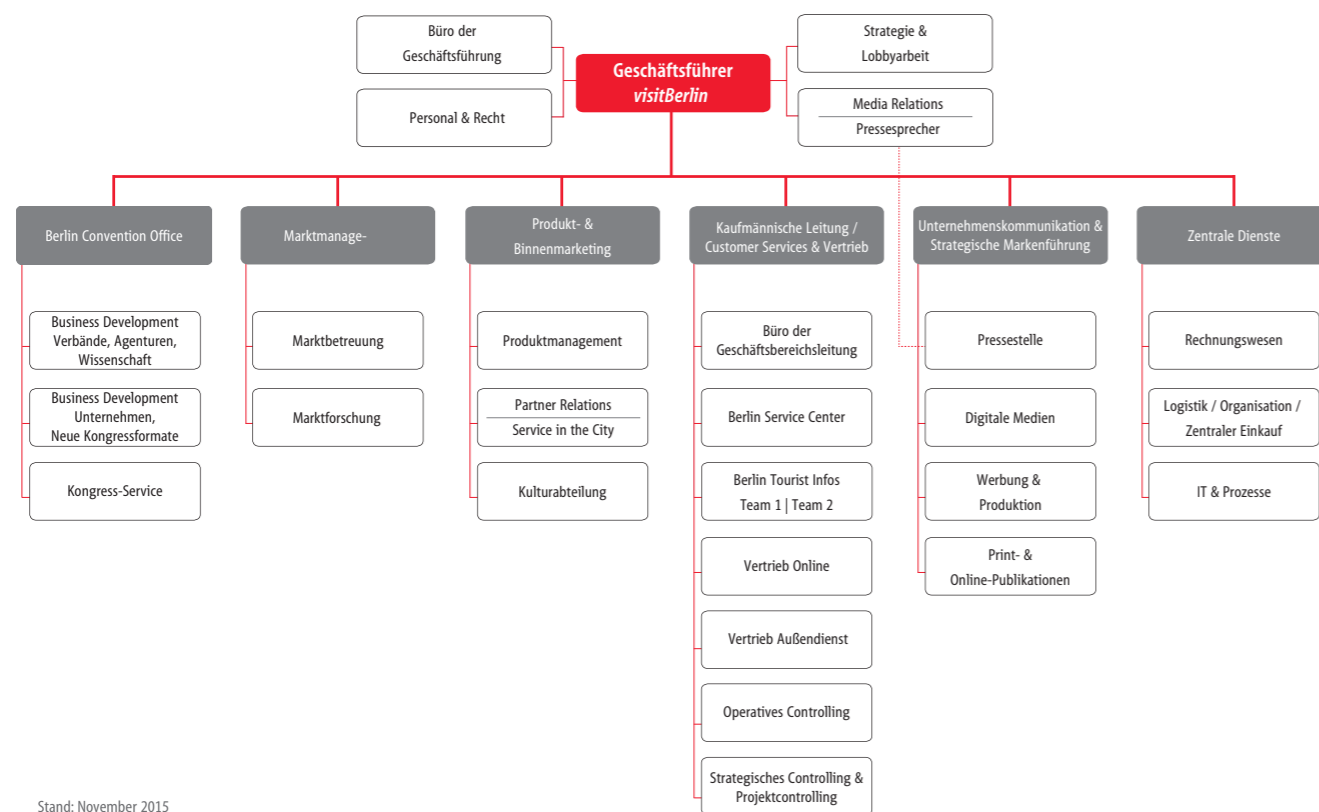 Büro der
Geschäftsführung
Personal & Recht
Geschäftsführer
visitBerlin
Strategie &
Lobbyarbeit
Media Relations
Pressesprecher
Berlin Convention Office
Business Development
Verbände, Agenturen,
Wissenschaft
Business Development
Unternehmen,
Neue Kongressformate
Kongress-Service
Marktmanage-
Marktbetreuung
Marktforschung
Produkt- &
Binnenmarketing
Produktmanagement
Partner Relations
Service in the City
Kulturabteilung
Kaufmännische Leitung /
Customer Services & Vertrieb
Büro der
Geschäftsbereichsleitung
Berlin Service Center
Berlin Tourist Infos
Team 1 | Team 2
Vertrieb Online
Vertrieb Außendienst
Operatives Controlling
Strategisches Controlling &
Projektcontrolling
Unternehmenskommunikation &
Strategische Markenführung
Pressestelle
Digitale Medien
Werbung &
Produktion
Print- &
Online-Publikationen
Zentrale Dienste
Rechnungswesen
Logistik / Organisation /
Zentraler Einkauf
IT & Prozesse
Stand: November 2015